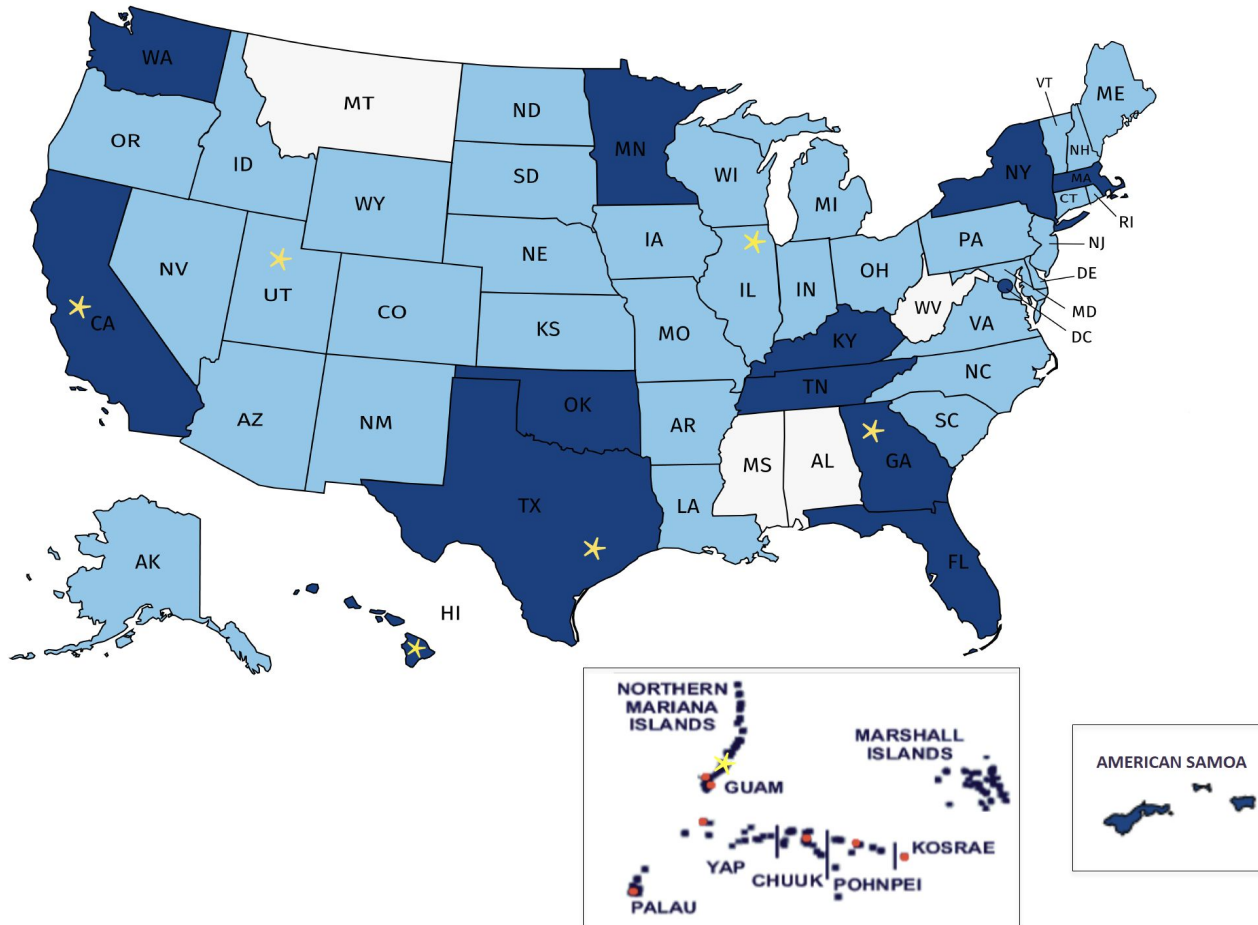 WA
MT
ND
MN
VT
ME
OR
ID
SD
WI
MI
NY
NH
MA
CT
RI
WY
IA
PA
NJ
NV
NE
OH
DE
UT
IL
IN
MD
CA
CO
KS
MO
WV
VA
DC
KY
NC
TN
AZ
NM
OK
AR
SC
MS
AL
GA
TX
LA
AK
FL
HI
NORTHERN
MARIANA
ISLANDS
MARSHALL
ISLANDS
GUAM
YAP
CHUUK
POHNPEI
KOSRAE
PALAU
AMERICAN SAMOA